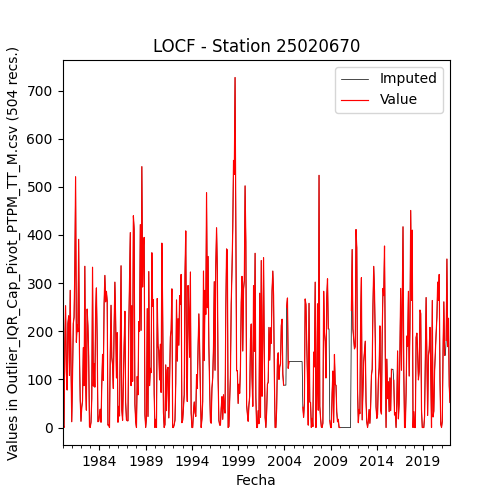 LOCF - Station 25020670
Imputed
Value
700
600
500
400
300
200
100
0
Values in Outlier_IQR_Cap_Pivot_PTPM_TT_M.csv (504 recs.)
1984 1989 1994 1999 2004 2009 2014 2019
Fecha